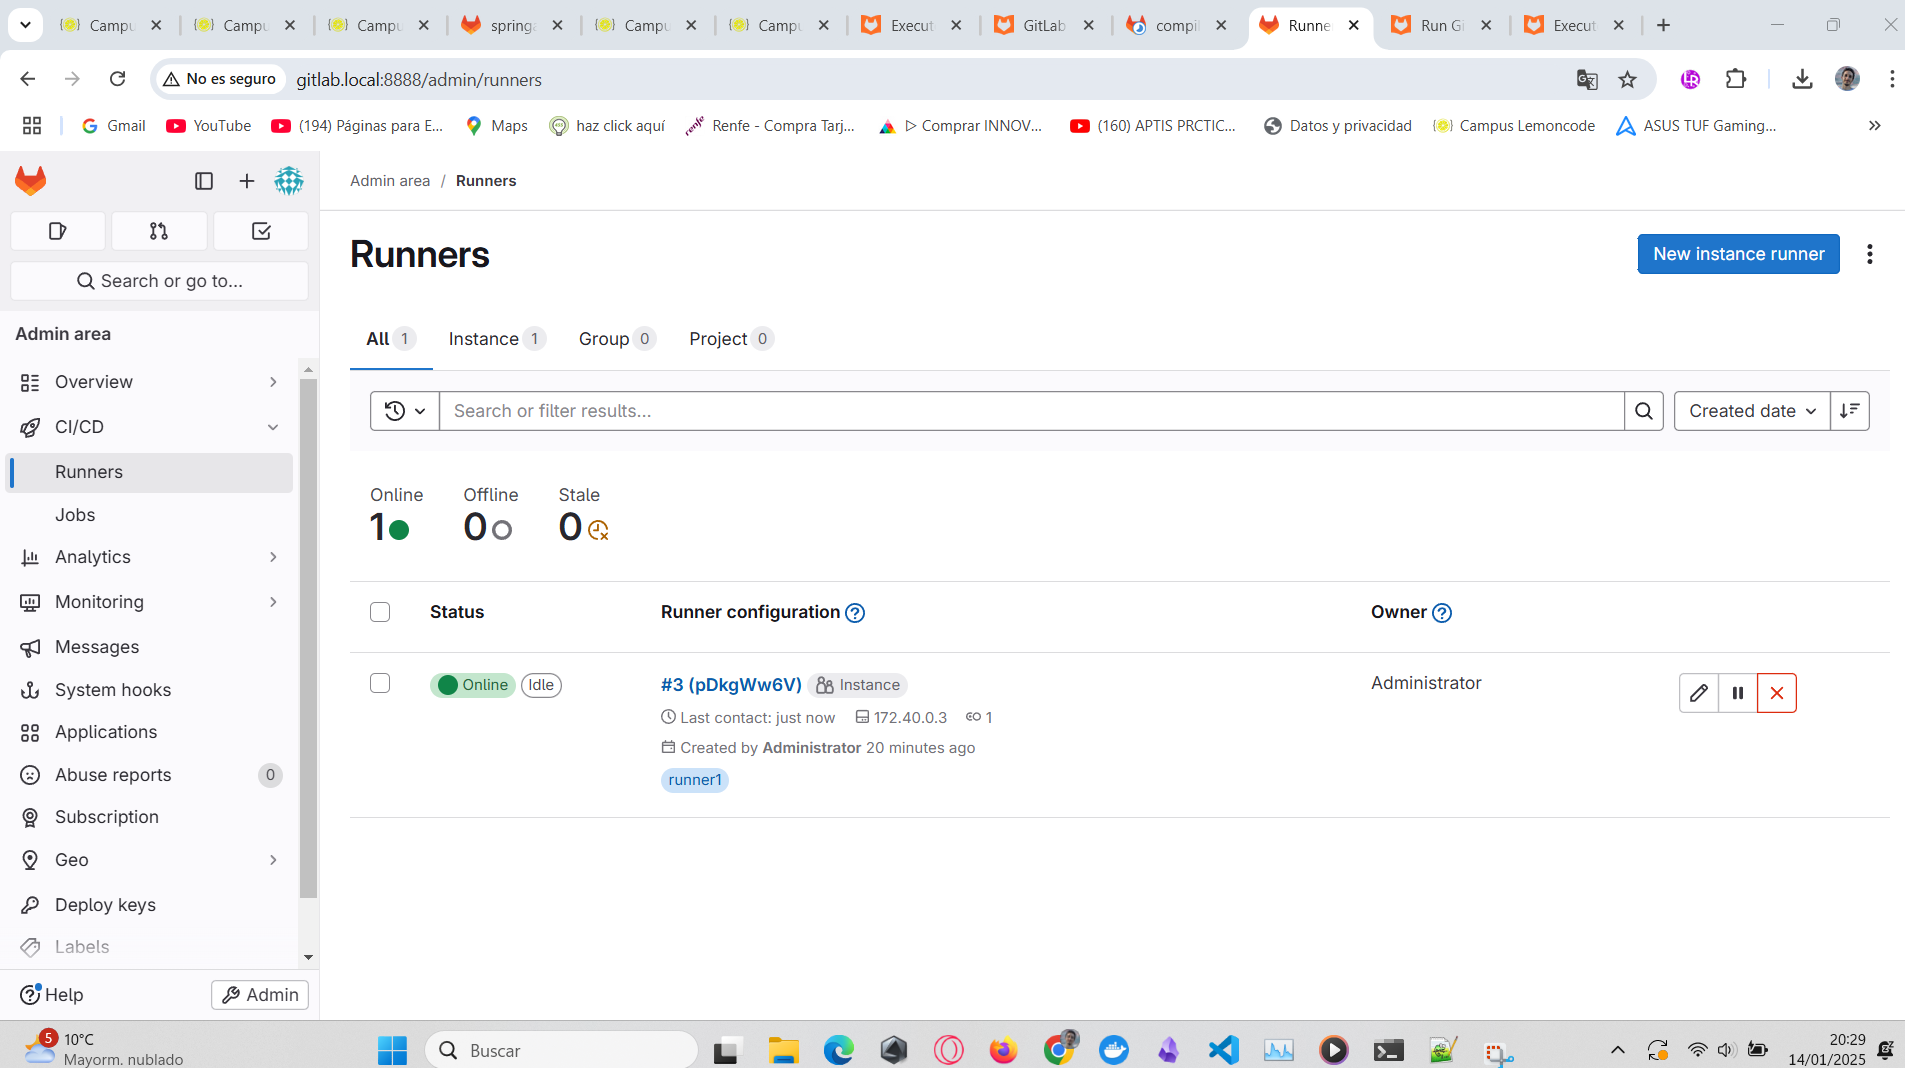 Campu
Campu
Campu
springa
Campu
Campu
Execut
GitLab
compil
Runne
Run Gi
Execut
No es seguro
gitlab.local:8888/admin/runners
Gmail
YouTube
(194) Páginas para E...
Maps
haz click aquí
Renfe - Compra Tarj...
▷ Comprar INNOV...
(160) APTIS PRCTIC...
Datos y privacidad
Campus Lemoncode
ASUS TUF Gaming...
Search or go to...
Admin area
Overview
CI/CD
Runners
Jobs
Analytics
Monitoring
Messages
System hooks
Applications
Abuse reports 0
Subscription
Geo
Deploy keys
Labels
Help
Admin
Admin area / Runners
Runners
New instance runner
All 1
Instance 1
Group 0
Project 0
Search or filter results...
Created date
Online
1
Offline
0
Stale
0
Status
Runner configuration
Owner
Online
Idle
#3 (pDkgWw6V)
Instance
Administrator
Last contact: just now
172.40.0.3
1
Created by Administrator 20 minutes ago
runner1
5
10°C
Mayorm. nublado
Buscar
20:29
14/01/2025